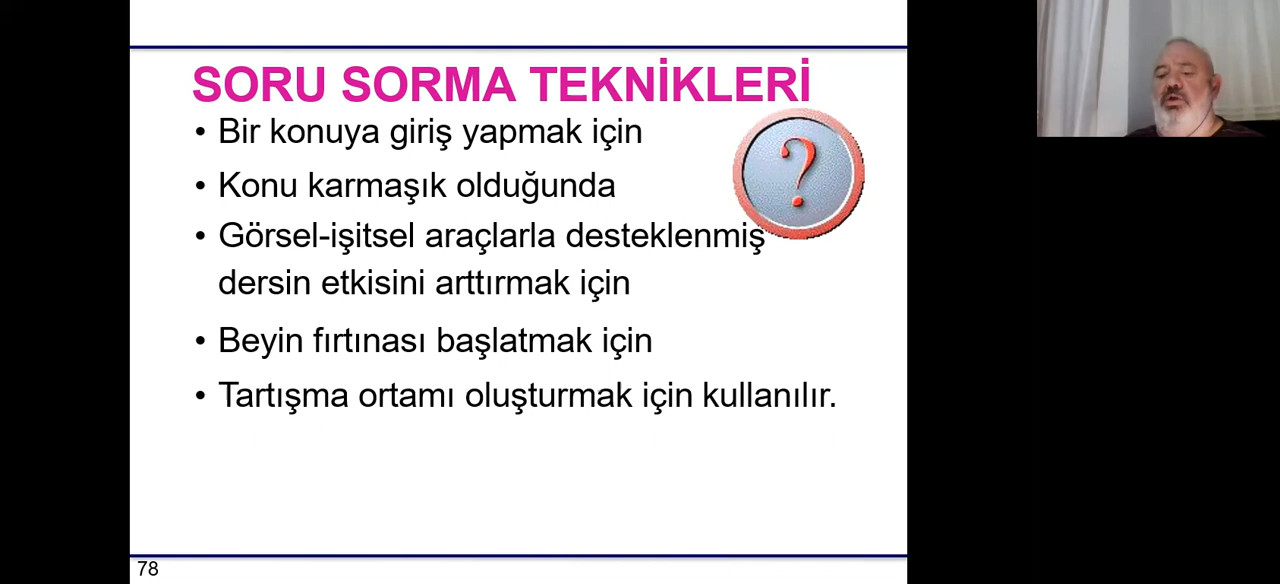 SORU SORMA TEKNİKLERİ
• Bir konuya giriş yapmak için
• Konu karmaşık olduğunda
• Görsel-işitsel araçlarla desteklenmiş
dersin etkisini arttırmak için
• Beyin fırtınası başlatmak için
• Tartışma ortamı oluşturmak için kullanılır.
?
78